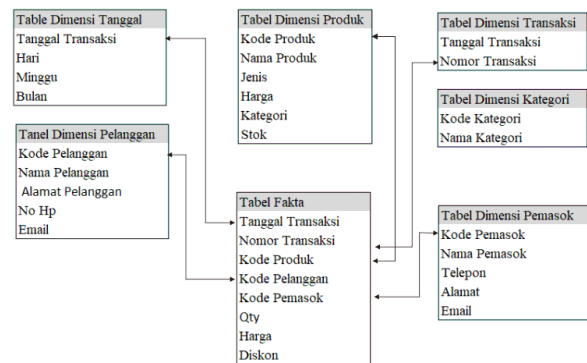 Table Dimensi Tanggal
Tanggal Transaksi
Hari
Minggu
Bulan
Tabel Dimensi Produk
Kode Produk
Nama Produk
Jenis
Harga
Kategori
Stok
Tabel Dimensi Transaksi
Tanggal Transaksi
Nomor Transaksi
Tabel Dimensi Kategori
Kode Kategori
Nama Kategori
Tanel Dimensi Pelanggan
Kode Pelanggan
Nama Pelanggan
Alamat Pelanggan
No Hp
Email
Tabel Fakta
Tanggal Transaksi
Nomor Transaksi
Kode Produk
Kode Pelanggan
Kode Pemasok
Qty
Harga
Diskon
Tabel Dimensi Pemasok
Kode Pemasok
Nama Pemasok
Telepon
Alamat
Email